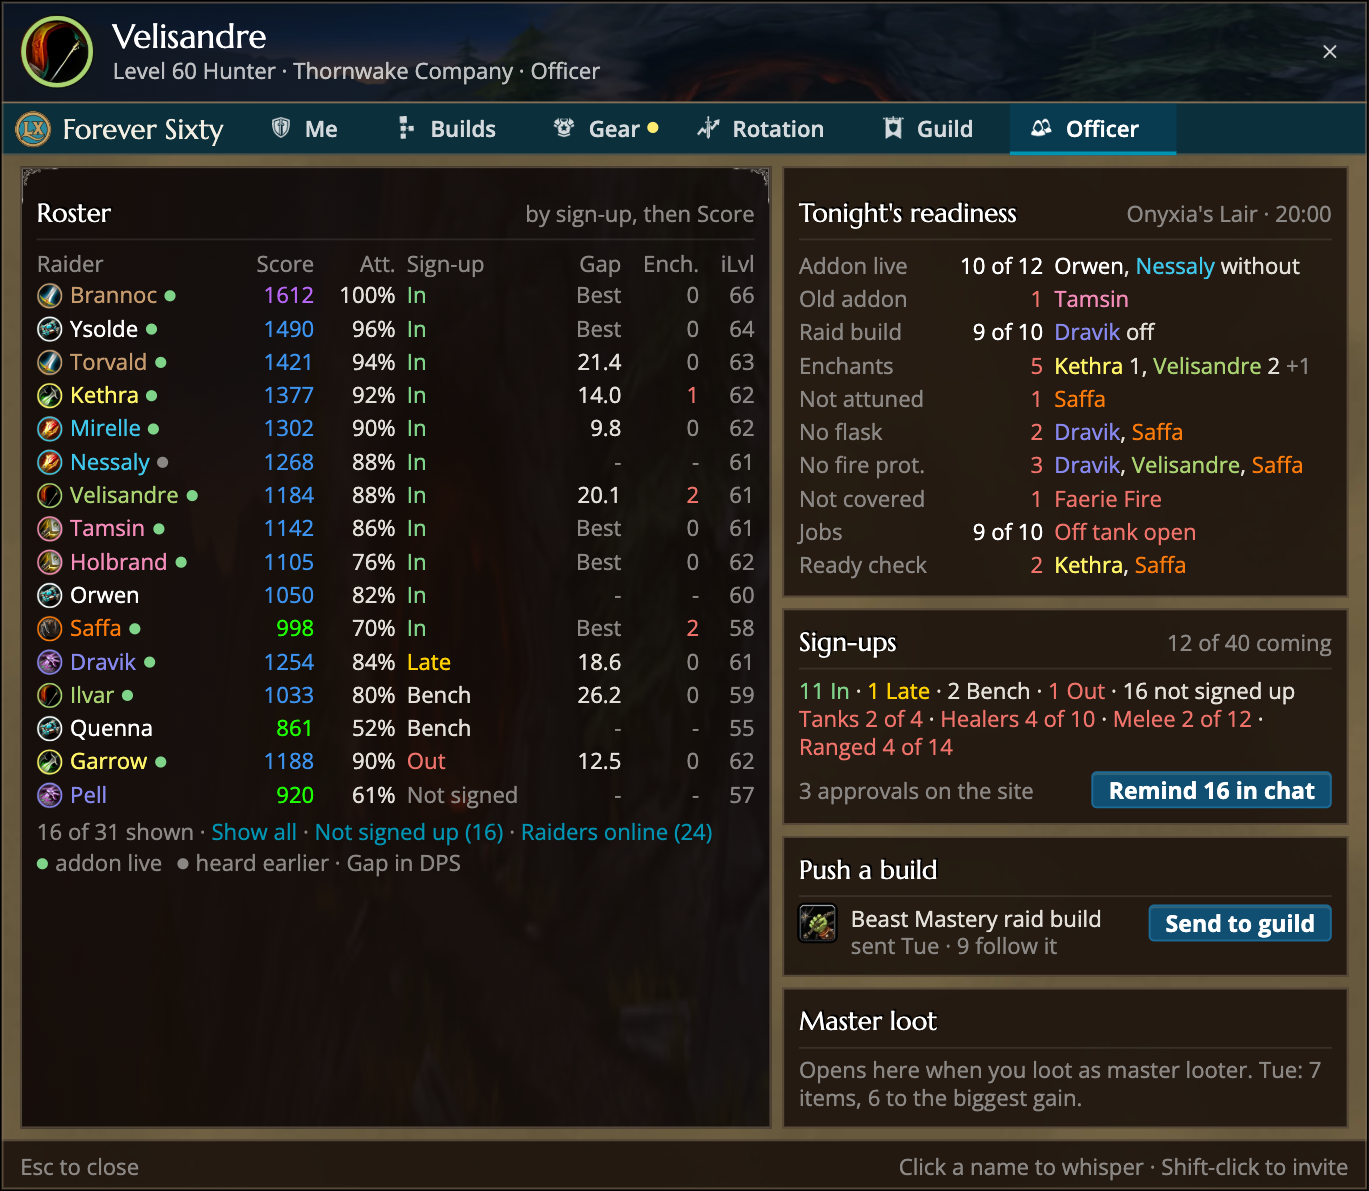 Velisandre
Level 60 Hunter · Thornwake Company · Officer
×
LX Forever Sixty Me Builds Gear Rotation Guild Officer
Roster by sign-up, then Score
Raider Score Att. Sign-up Gap Ench. iLvl
Brannoc 1612 100% In Best 0 66
Ysolde 1490 96% In Best 0 64
Torvald 1421 94% In 21.4 0 63
Kethra 1377 92% In 14.0 1 62
Mirelle 1302 90% In 9.8 0 62
Nessaly 1268 88% In - - 61
Velisandre 1184 88% In 20.1 2 61
Tamsin 1142 86% In Best 0 61
Holbrand 1105 76% In Best 0 62
Orwen 1050 82% In - - 60
Saffa 998 70% In Best 2 58
Dravik 1254 84% Late 18.6 0 61
Ilvar 1033 80% Bench 26.2 0 59
Quenna 861 52% Bench - - 55
Garrow 1188 90% Out 12.5 0 62
Pell 920 61% Not signed - - 57
16 of 31 shown · Show all · Not signed up (16) · Raiders online (24)
● addon live ● heard earlier · Gap in DPS
Tonight's readiness Onyxia's Lair · 20:00
Addon live 10 of 12 Orwen, Nessaly without
Old addon 1 Tamsin
Raid build 9 of 10 Dravik off
Enchants 5 Kethra 1, Velisandre 2 +1
Not attuned 1 Saffa
No flask 2 Dravik, Saffa
No fire prot. 3 Dravik, Velisandre, Saffa
Not covered 1 Faerie Fire
Jobs 9 of 10 Off tank open
Ready check 2 Kethra, Saffa
Sign-ups 12 of 40 coming
11 In · 1 Late · 2 Bench · 1 Out · 16 not signed up
Tanks 2 of 4 · Healers 4 of 10 · Melee 2 of 12 ·
Ranged 4 of 14
3 approvals on the site Remind 16 in chat
Push a build
Beast Mastery raid build Send to guild
sent Tue · 9 follow it
Master loot
Opens here when you loot as master looter. Tue: 7
items, 6 to the biggest gain.
Esc to close Click a name to whisper · Shift-click to invite